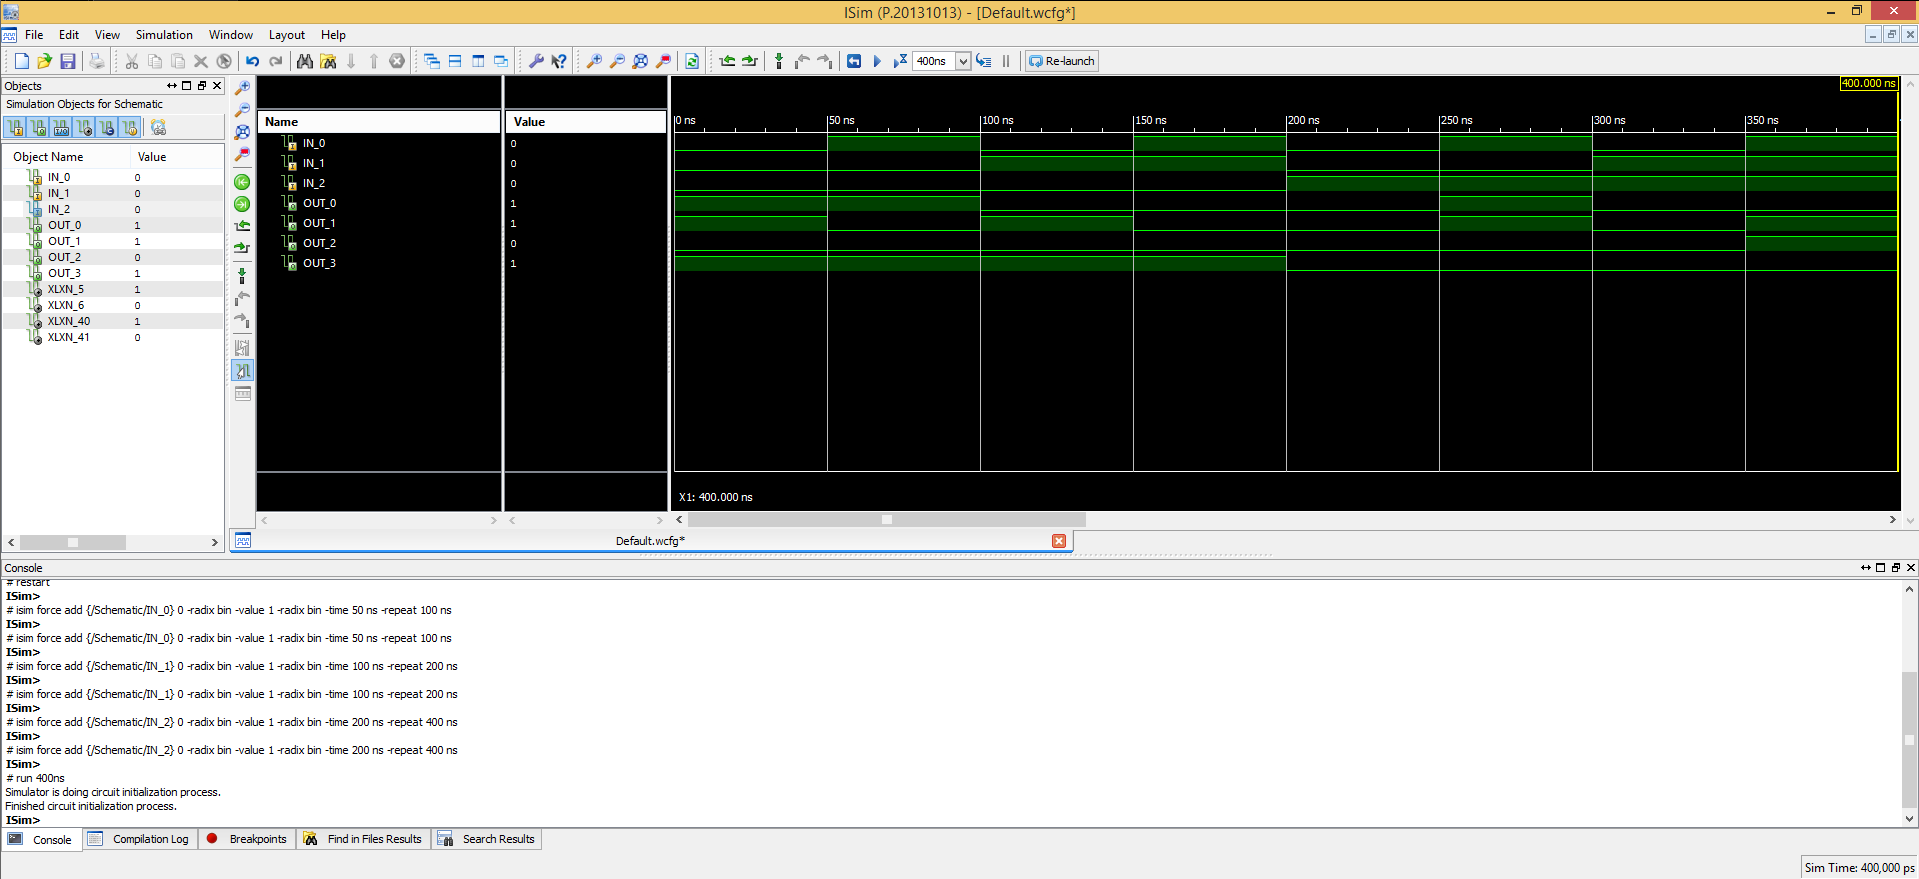 ISim (P.20131013) - [Default.wcfg*]
File Edit View Simulation Window Layout Help
400ns Re-launch
Objects
Simulation Objects for Schematic
Object Name Value
IN_0 0
IN_1 0
IN_2 0
OUT_0 1
OUT_1 1
OUT_2 0
OUT_3 1
XLXN_5 1
XLXN_6 0
XLXN_40 1
XLXN_41 0
Name Value
IN_0 0
IN_1 0
IN_2 0
OUT_0 1
OUT_1 1
OUT_2 0
OUT_3 1
400.000 ns
0 ns 50 ns 100 ns 150 ns 200 ns 250 ns 300 ns 350 ns
X1: 400.000 ns
Default.wcfg*
Console
# restart
ISim>
# isim force add {/Schematic/IN_0} 0 -radix bin -value 1 -radix bin -time 50 ns -repeat 100 ns
ISim>
# isim force add {/Schematic/IN_0} 0 -radix bin -value 1 -radix bin -time 50 ns -repeat 100 ns
ISim>
# isim force add {/Schematic/IN_1} 0 -radix bin -value 1 -radix bin -time 100 ns -repeat 200 ns
ISim>
# isim force add {/Schematic/IN_1} 0 -radix bin -value 1 -radix bin -time 100 ns -repeat 200 ns
ISim>
# isim force add {/Schematic/IN_2} 0 -radix bin -value 1 -radix bin -time 200 ns -repeat 400 ns
ISim>
# isim force add {/Schematic/IN_2} 0 -radix bin -value 1 -radix bin -time 200 ns -repeat 400 ns
ISim>
# run 400ns
Simulator is doing circuit initialization process.
Finished circuit initialization process.
ISim>
Console Compilation Log Breakpoints Find in Files Results Search Results
Sim Time: 400,000 ps